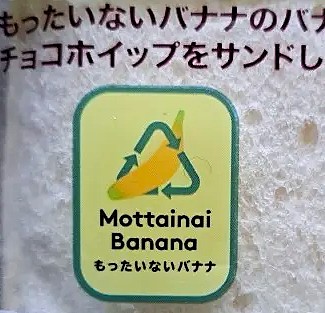 もったいないバナナのバナ
チョコホイップをサンドし
Mottainai
Banana
もったいないバナナ